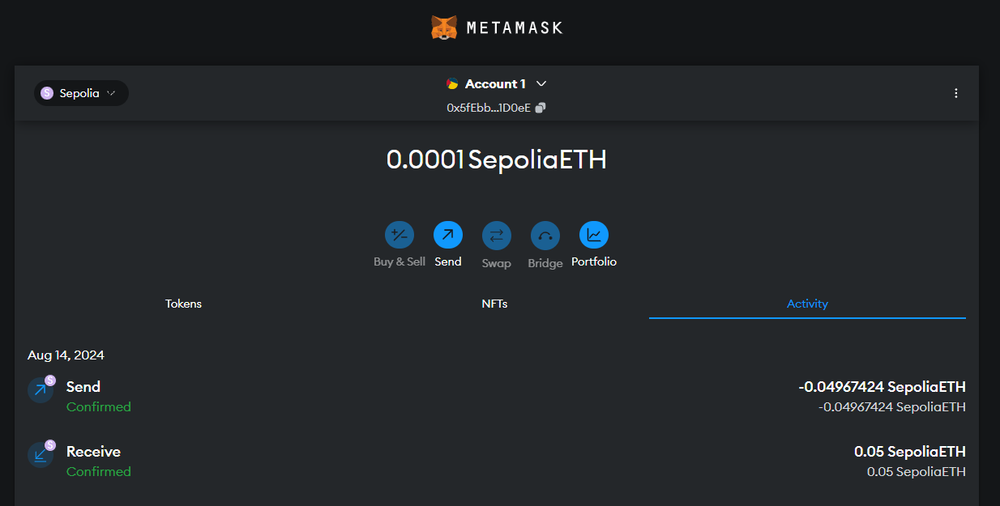 METAMASK
S Sepolia
Account 1
0x5fEbb...1D0eE
0.0001 SepoliaETH
Buy & Sell Send Swap Bridge Portfolio
Tokens NFTs Activity
Aug 14, 2024
S
Send -0.04967424 SepoliaETH
Confirmed -0.04967424 SepoliaETH
S
Receive 0.05 SepoliaETH
Confirmed 0.05 SepoliaETH